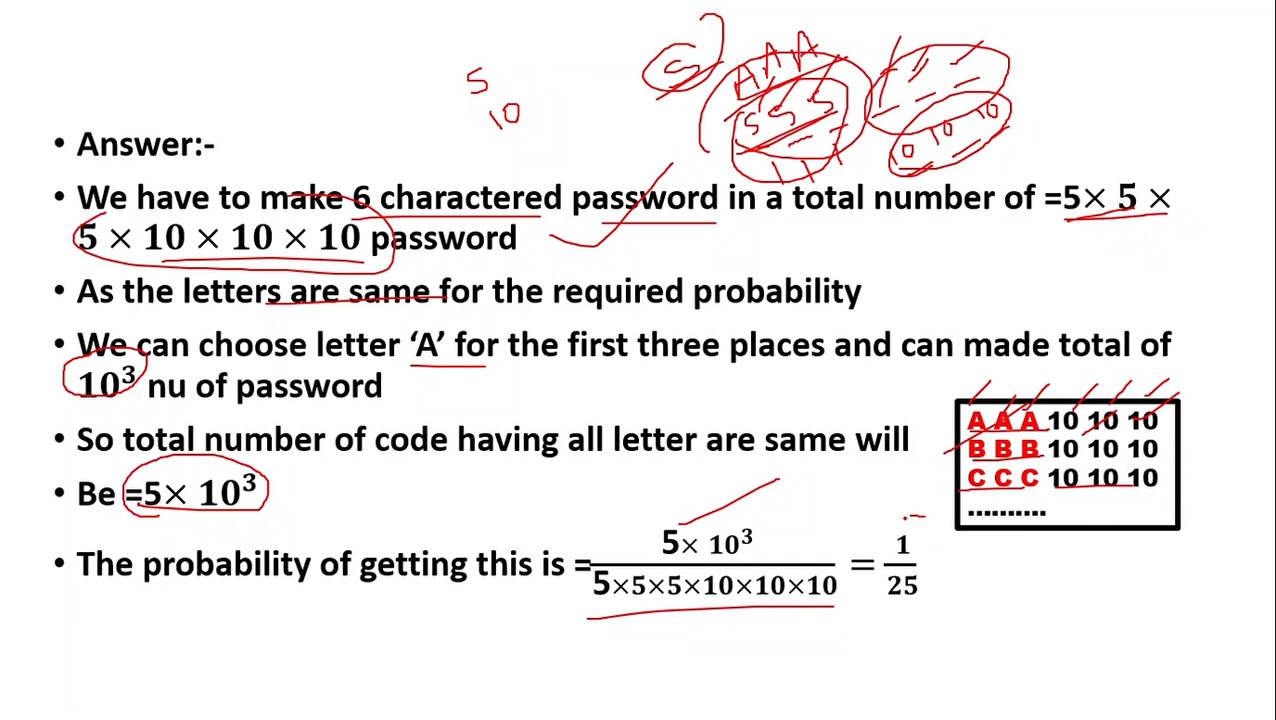 5
10
A A A
5 5 5
10 10 10
• Answer:-
• We have to make 6 charactered password in a total number of =5× 5 ×
5 × 10 × 10 × 10 password
• As the letters are same for the required probability
• We can choose letter ‘A’ for the first three places and can made total of
10³ nu of password
• So total number of code having all letter are same will
• Be =5× 10³
A A A 10 10 10
B B B 10 10 10
C C C 10 10 10
..........
• The probability of getting this is = 5× 10³ / 5×5×5×10×10×10 = 1 / 25